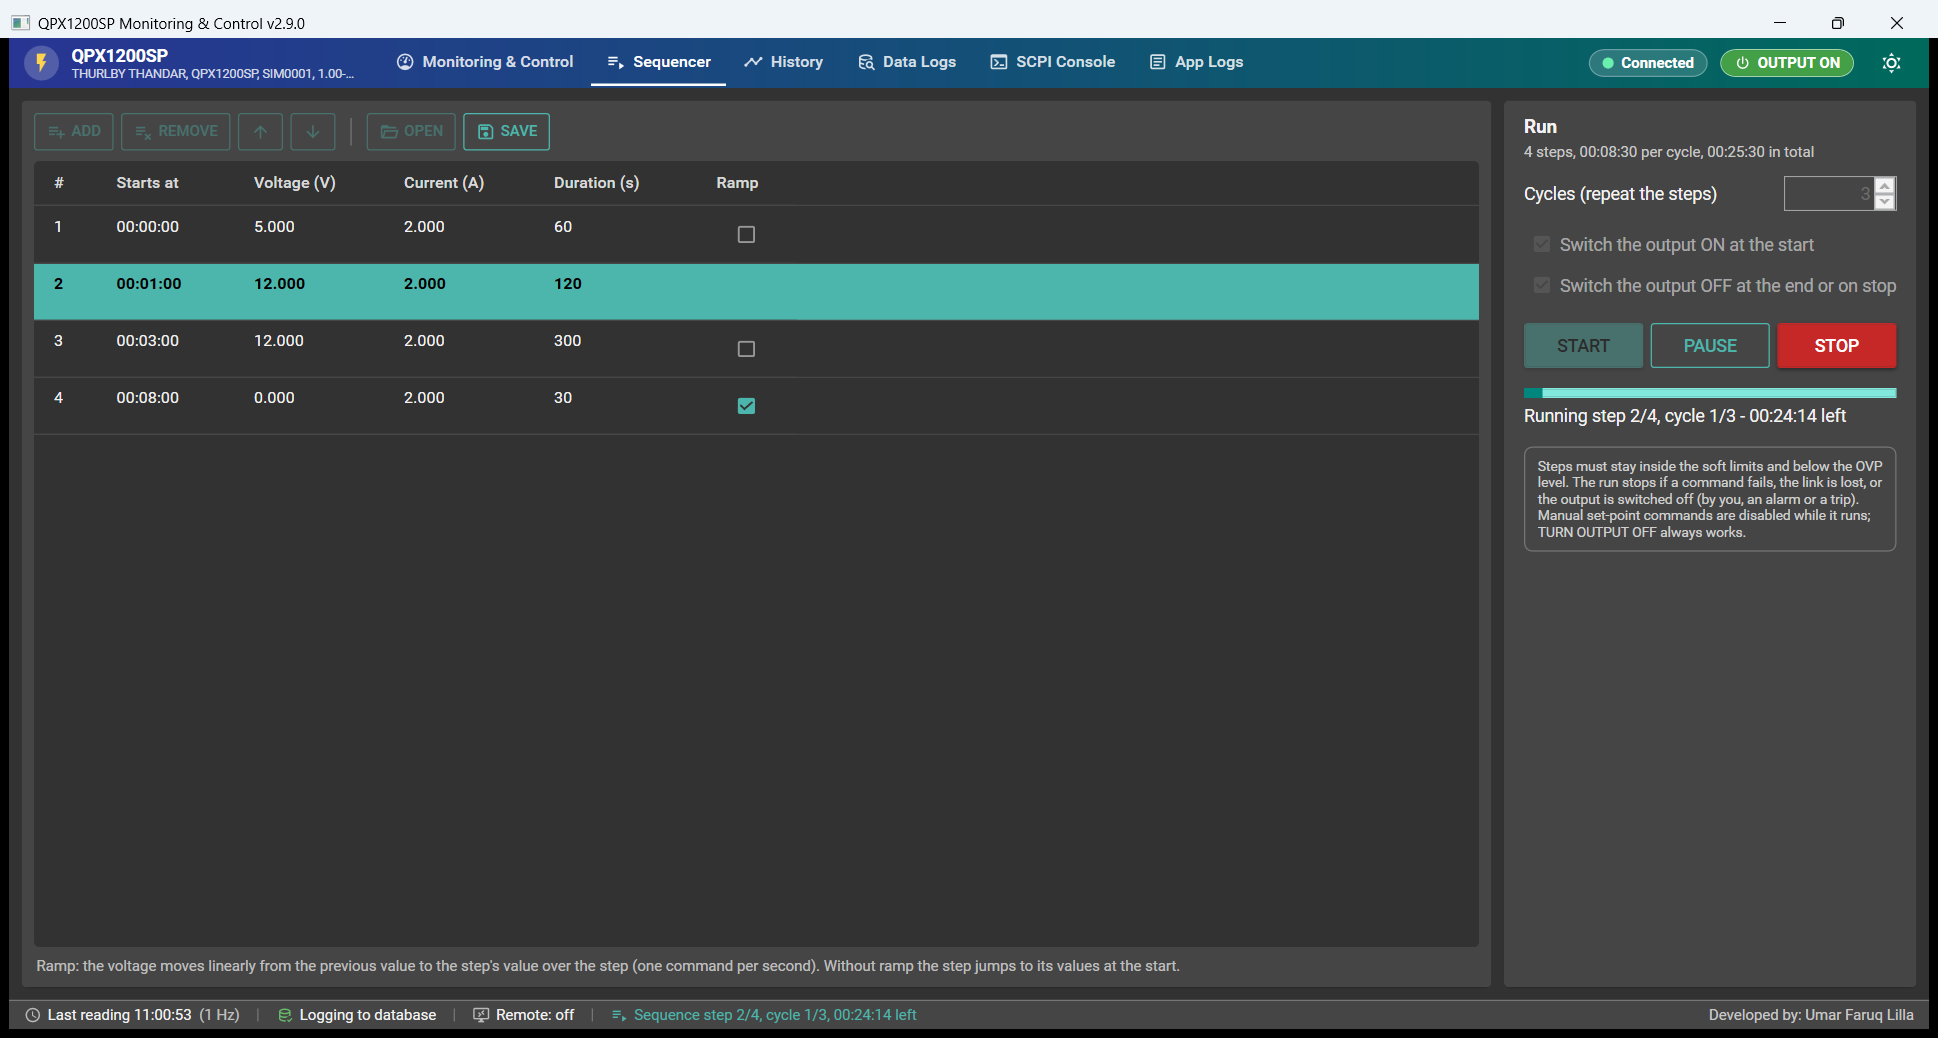 QPX1200SP Monitoring & Control v2.9.0
QPX1200SP
THURLBY THANDAR, QPX1200SP, SIM0001, 1.00-...
Monitoring & Control
Sequencer
History
Data Logs
SCPI Console
App Logs
Connected
OUTPUT ON
ADD
REMOVE
OPEN
SAVE
# Starts at Voltage (V) Current (A) Duration (s) Ramp
1 00:00:00 5.000 2.000 60
2 00:01:00 12.000 2.000 120
3 00:03:00 12.000 2.000 300
4 00:08:00 0.000 2.000 30
Ramp: the voltage moves linearly from the previous value to the step's value over the step (one command per second). Without ramp the step jumps to its values at the start.
Run
4 steps, 00:08:30 per cycle, 00:25:30 in total
Cycles (repeat the steps) 3
Switch the output ON at the start
Switch the output OFF at the end or on stop
START PAUSE STOP
Running step 2/4, cycle 1/3 - 00:24:14 left
Steps must stay inside the soft limits and below the OVP
level. The run stops if a command fails, the link is lost, or
the output is switched off (by you, an alarm or a trip).
Manual set-point commands are disabled while it runs;
TURN OUTPUT OFF always works.
Last reading 11:00:53 (1 Hz)
Logging to database
Remote: off
Sequence step 2/4, cycle 1/3, 00:24:14 left
Developed by: Umar Faruq Lilla